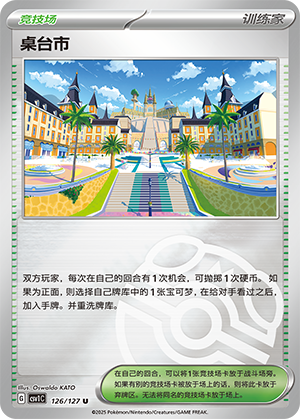 竞技场
训练家
桌台市
Illus. Oswaldo KATO
双方玩家，每次在自己的回合有1次机会，可抛掷1次硬币。如
果为正面，则选择自己牌库中的1张宝可梦，在给对手看过之后，
加入手牌。并重洗牌库。
在自己的回合，可以将1张竞技场卡放于战斗场旁。
如果有别的竞技场卡被放于场上的话，则将此卡放于
弃牌区。无法将同名的竞技场卡放于场上。
G CSV1C 126/127 U
©2025 Pokémon/Nintendo/Creatures/GAME FREAK.